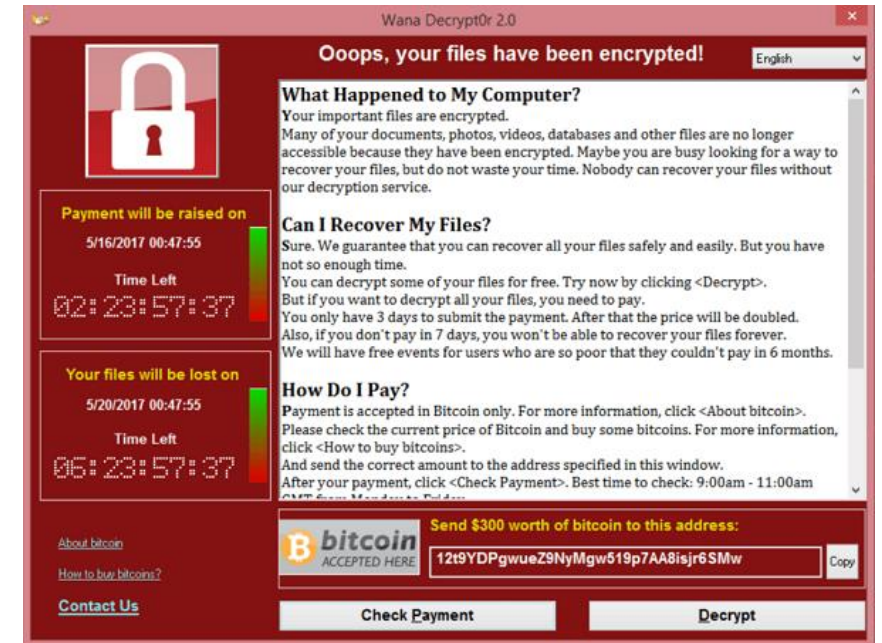 Wana Decrypt0r 2.0
Ooops, your files have been encrypted!
English
What Happened to My Computer?
Your important files are encrypted.
Many of your documents, photos, videos, databases and other files are no longer
accessible because they have been encrypted. Maybe you are busy looking for a way to
recover your files, but do not waste your time. Nobody can recover your files without
our decryption service.
Can I Recover My Files?
Sure. We guarantee that you can recover all your files safely and easily. But you have
not so enough time.
You can decrypt some of your files for free. Try now by clicking <Decrypt>.
But if you want to decrypt all your files, you need to pay.
You only have 3 days to submit the payment. After that the price will be doubled.
Also, if you don't pay in 7 days, you won't be able to recover your files forever.
We will have free events for users who are so poor that they couldn't pay in 6 months.
How Do I Pay?
Payment is accepted in Bitcoin only. For more information, click <About bitcoin>.
Please check the current price of Bitcoin and buy some bitcoins. For more information,
click <How to buy bitcoins>.
And send the correct amount to the address specified in this window.
After your payment, click <Check Payment>. Best time to check: 9:00am - 11:00am
GMT from Monday to Friday
Payment will be raised on
5/16/2017 00:47:55
Time Left
02:23:57:37
Your files will be lost on
5/20/2017 00:47:55
Time Left
06:23:57:37
About bitcoin
How to buy bitcoins?
Contact Us
bitcoin
ACCEPTED HERE
Send $300 worth of bitcoin to this address:
12t9YDPgwueZ9NyMgw519p7AA8isjr6SMw
Copy
Check Payment
Decrypt